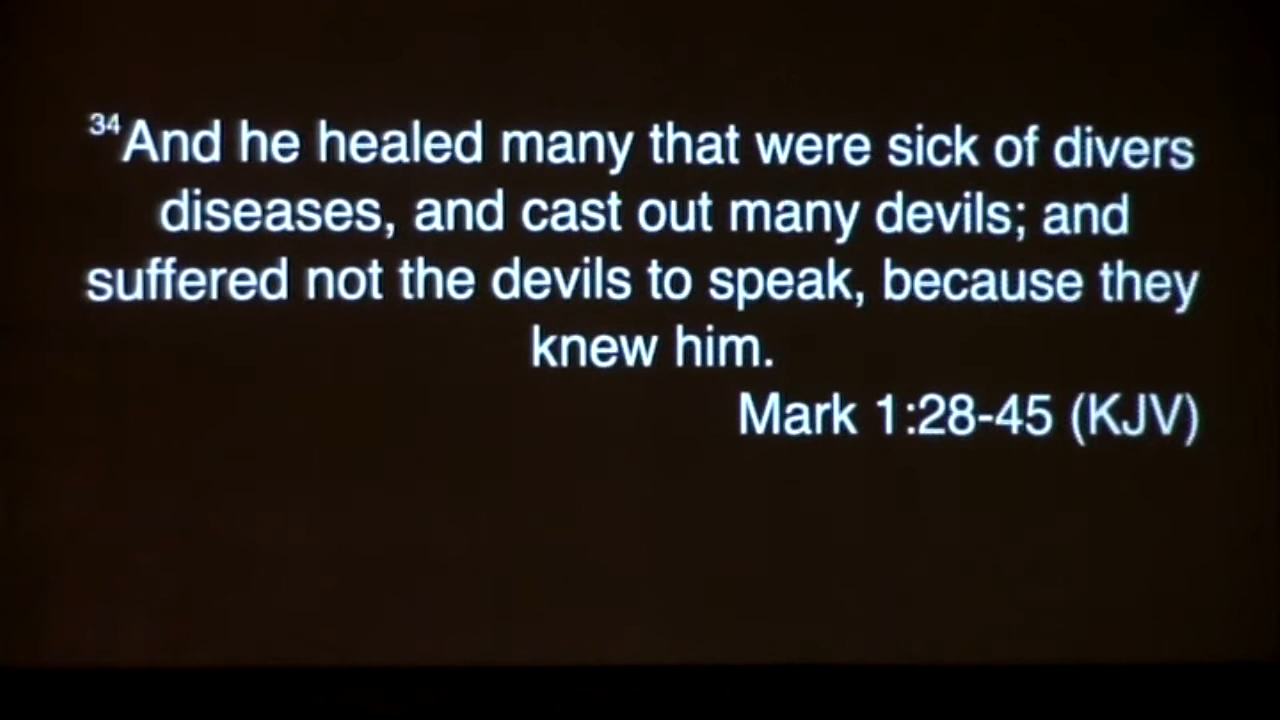 34And he healed many that were sick of divers
diseases, and cast out many devils; and
suffered not the devils to speak, because they
knew him.
Mark 1:28-45 (KJV)